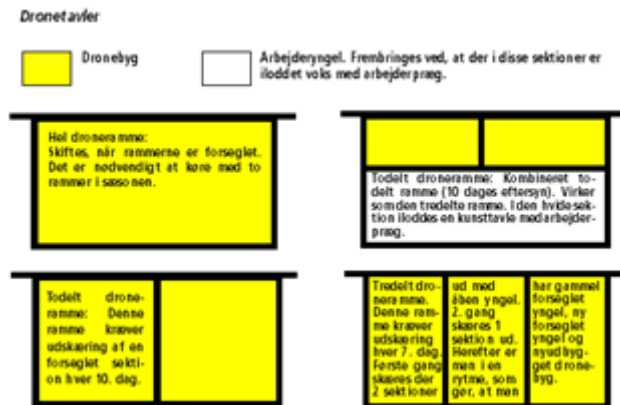 Dronetavler
Dronebyg
Arbejderyngel. Frembringes ved, at der i disse sektioner er
iloddet voks med arbejderpræg.
Hel droneramme:
Skiftes, når rammerne er forseglet.
Det er nødvendigt at køre med to
rammer i sæsonen.
Todelt droneramme: Kombineret to-
delt ramme (10 dages eftersyn). Virker
som den tredelte ramme. I den hvide sek-
tion iloddes en kunsttavle med arbejder-
præg.
Todelt drone-
ramme: Denne
ramme kræver
udskæring af en
forseglet sekti-
on hver 10. dag.
Tredelt dro-
neramme.
Denne ram-
me kræver
udskæring
hver 7. dag.
Første gang
skæres der
2 sektioner
ud med
åben yngel.
2. gang
skæres 1
sektion ud.
Herefter er
man i en
rytme, som
gør, at man
har gammel
forseglet
yngel, ny
forseglet
yngel og
nyudbyg-
get drone-
byg.